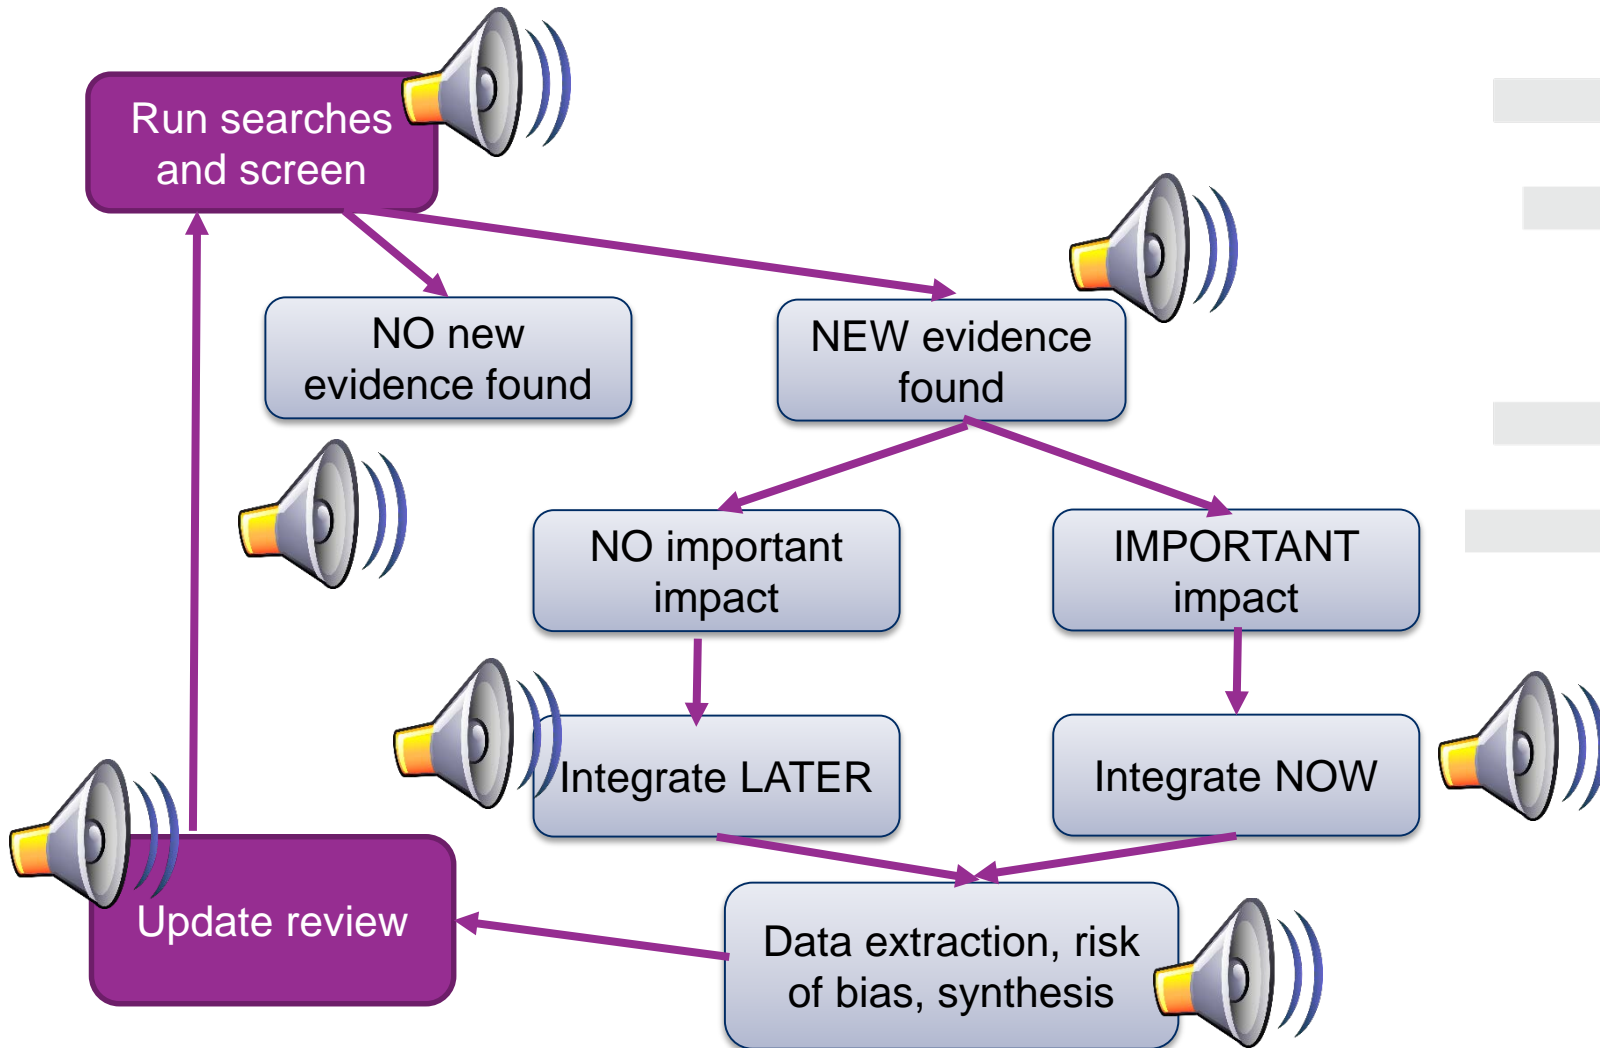 Run searches
and screen
NO new
evidence found
NEW evidence
found
NO important
impact
IMPORTANT
impact
Integrate LATER
Integrate NOW
Update review
Data extraction, risk
of bias, synthesis